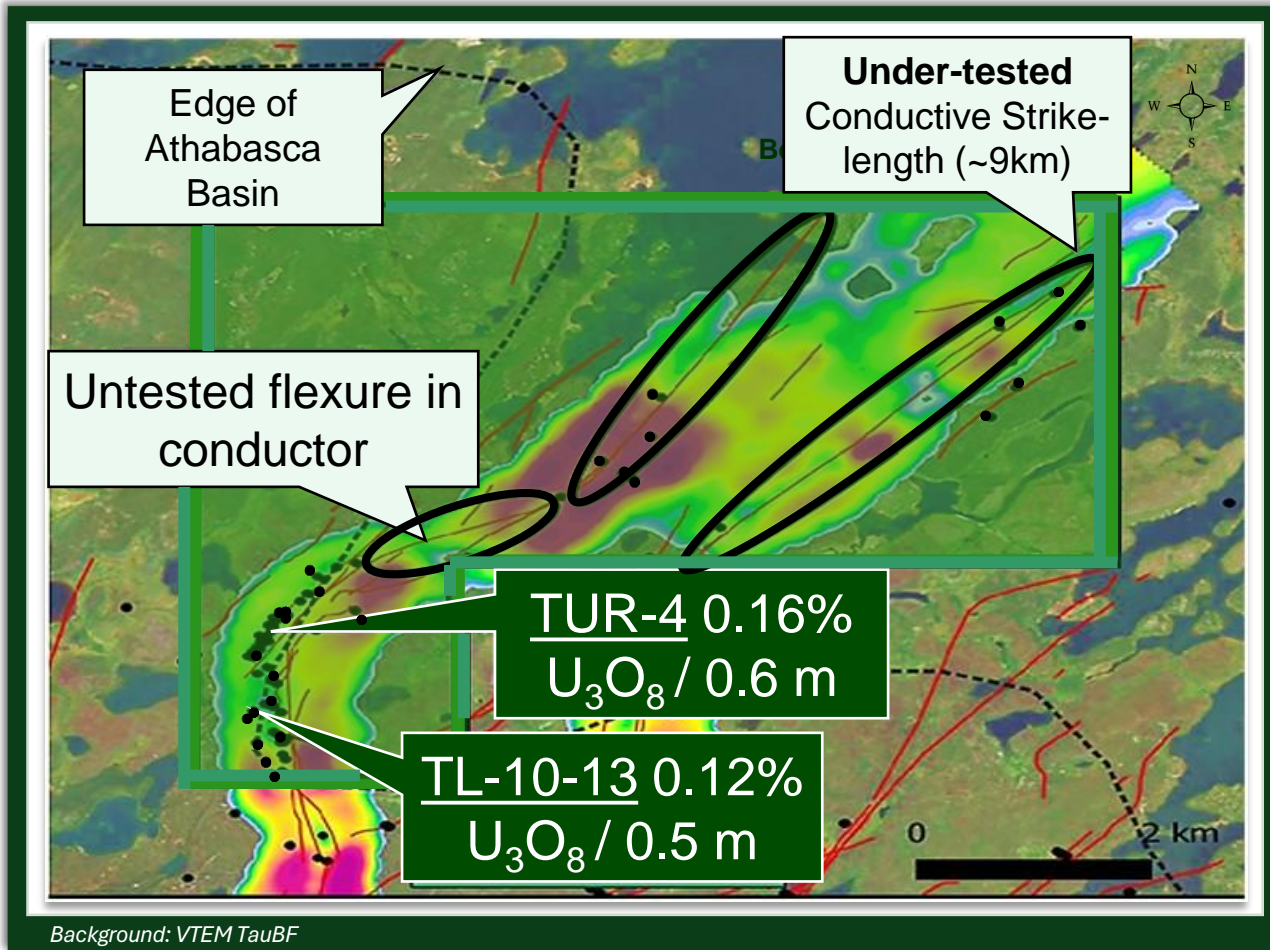 Edge of
Athabasca
Basin
Under-tested
Conductive Strike-
length (~9km)
N
W E
S
Untested flexure in
conductor
TUR-4 0.16%
U₃O₈ / 0.6 m
TL-10-13 0.12%
U₃O₈ / 0.5 m
0 2 km
Background: VTEM TauBF